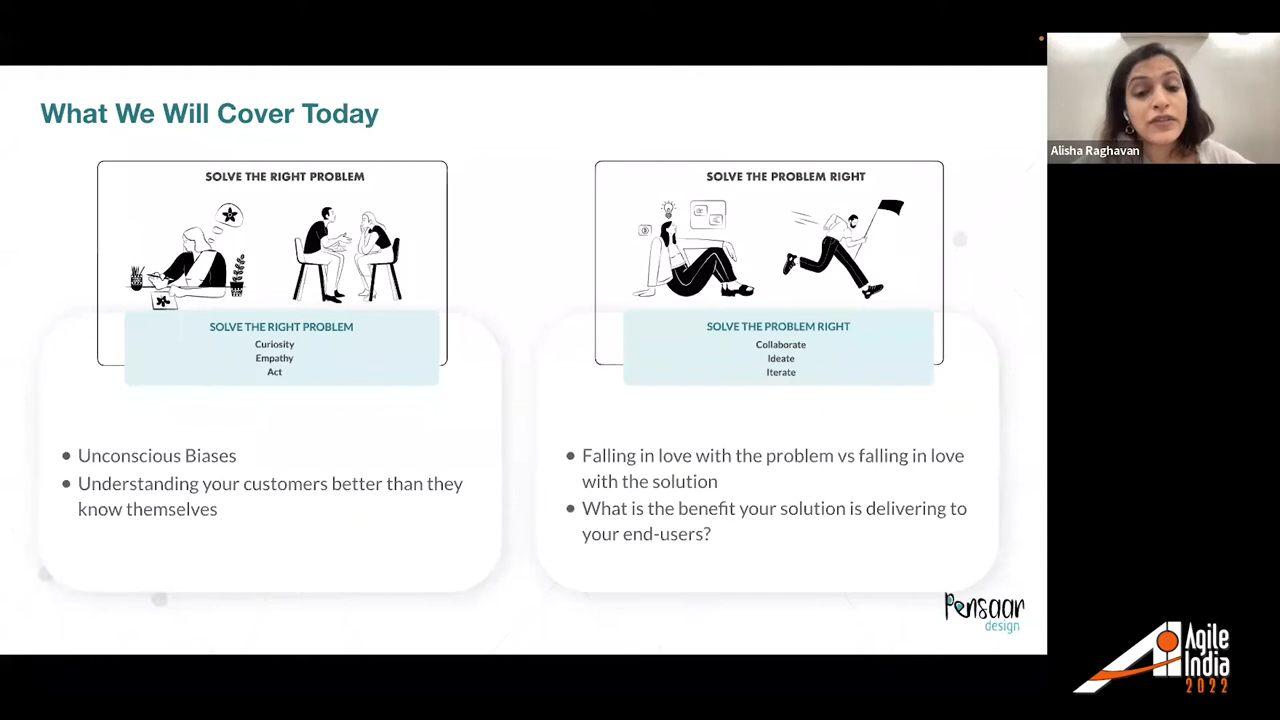 What We Will Cover Today
SOLVE THE RIGHT PROBLEM
SOLVE THE RIGHT PROBLEM
Curiosity
Empathy
Act
Unconscious Biases
Understanding your customers better than they
know themselves
SOLVE THE PROBLEM RIGHT
SOLVE THE PROBLEM RIGHT
Collaborate
Ideate
Iterate
Falling in love with the problem vs falling in love
with the solution
What is the benefit your solution is delivering to
your end-users?
Pensaar
design
Alisha Raghavan
Agile
India
2022